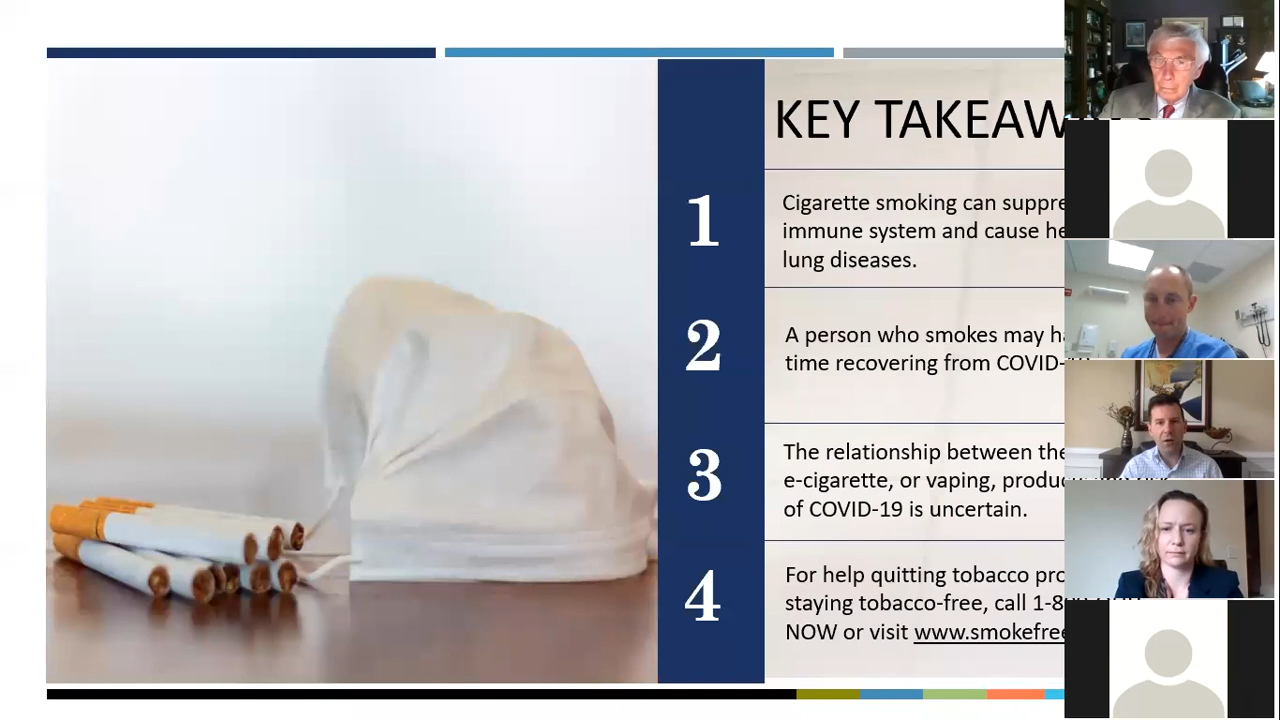 KEY TAKEAW
1
Cigarette smoking can suppre
immune system and cause he
lung diseases.
2
A person who smokes may ha
time recovering from COVID-
3
The relationship between the
e-cigarette, or vaping, produc
of COVID-19 is uncertain.
4
For help quitting tobacco pro
staying tobacco-free, call 1-8
NOW or visit www.smokefree